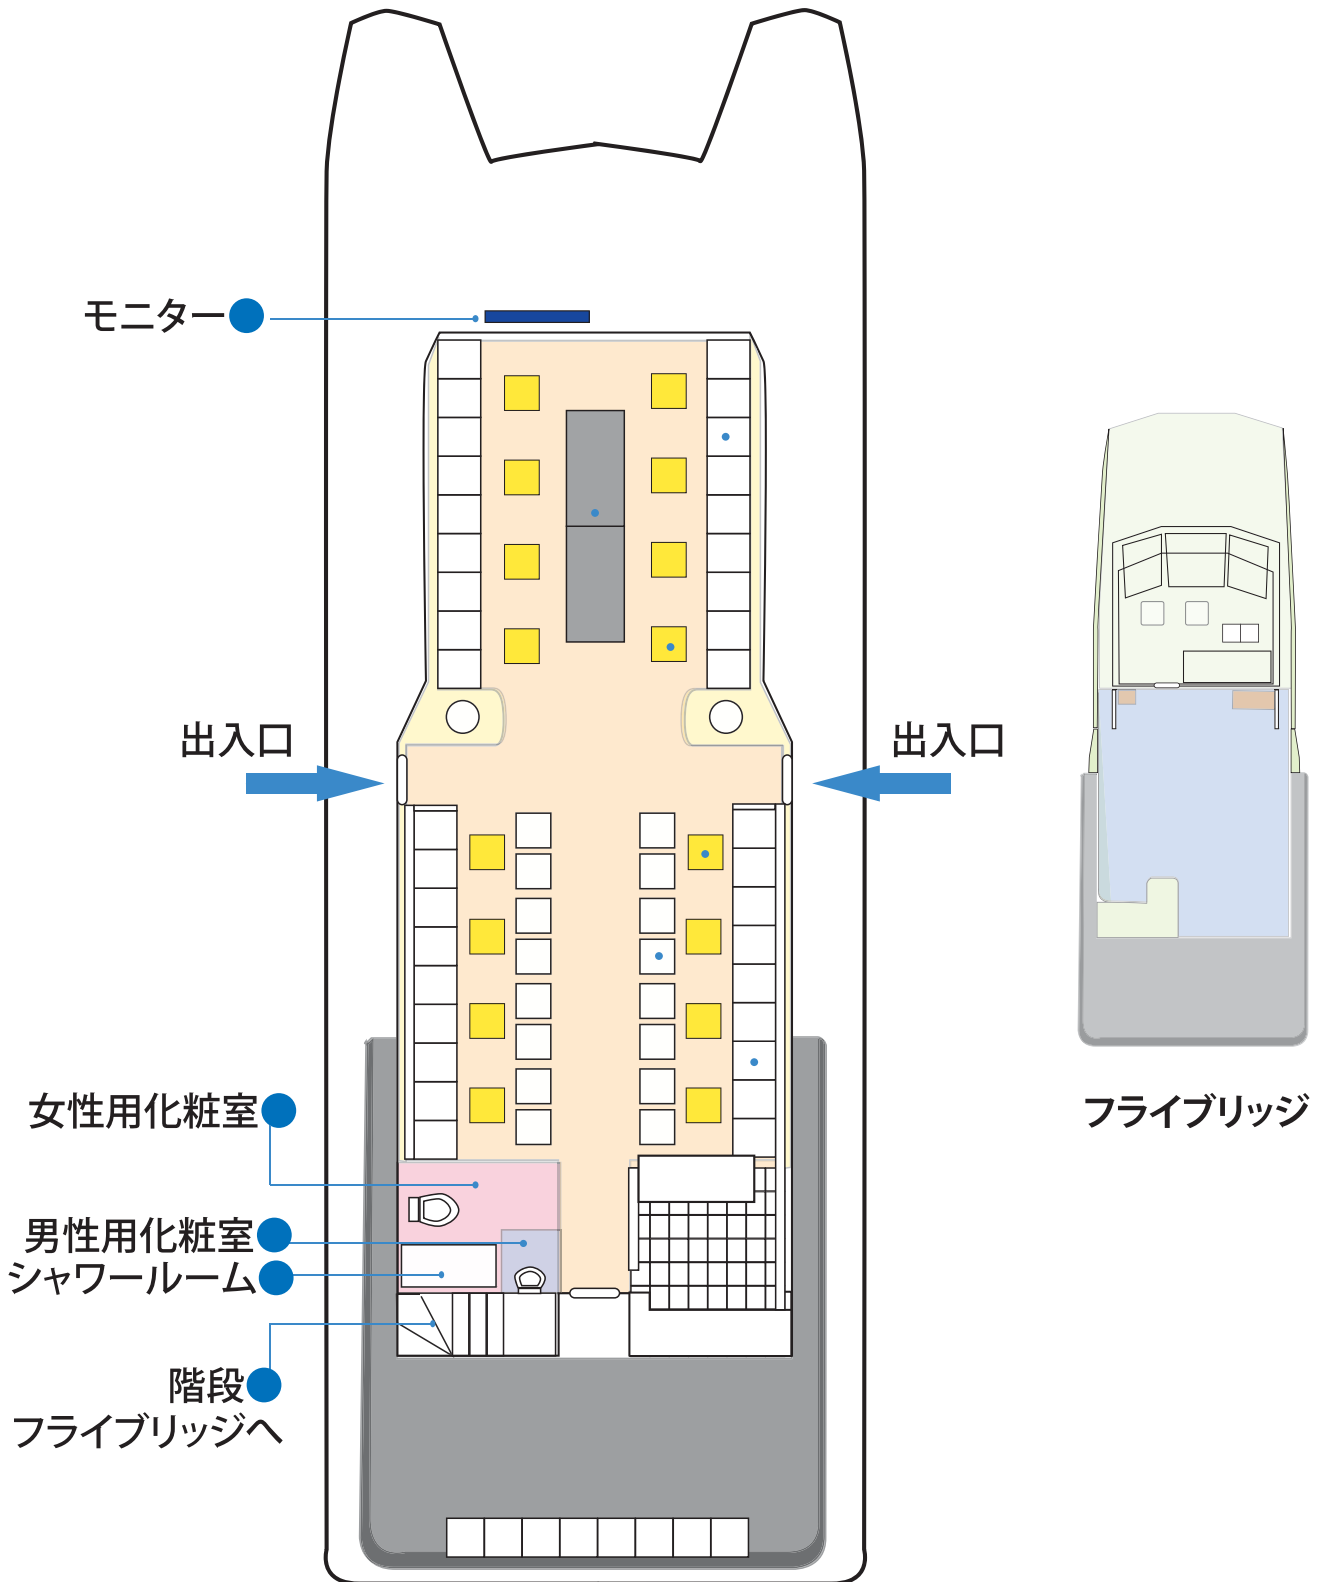 モニター
出入口
出入口
女性用化粧室
フライブリッジ
男性用化粧室
シャワールーム
階段
フライブリッジへ